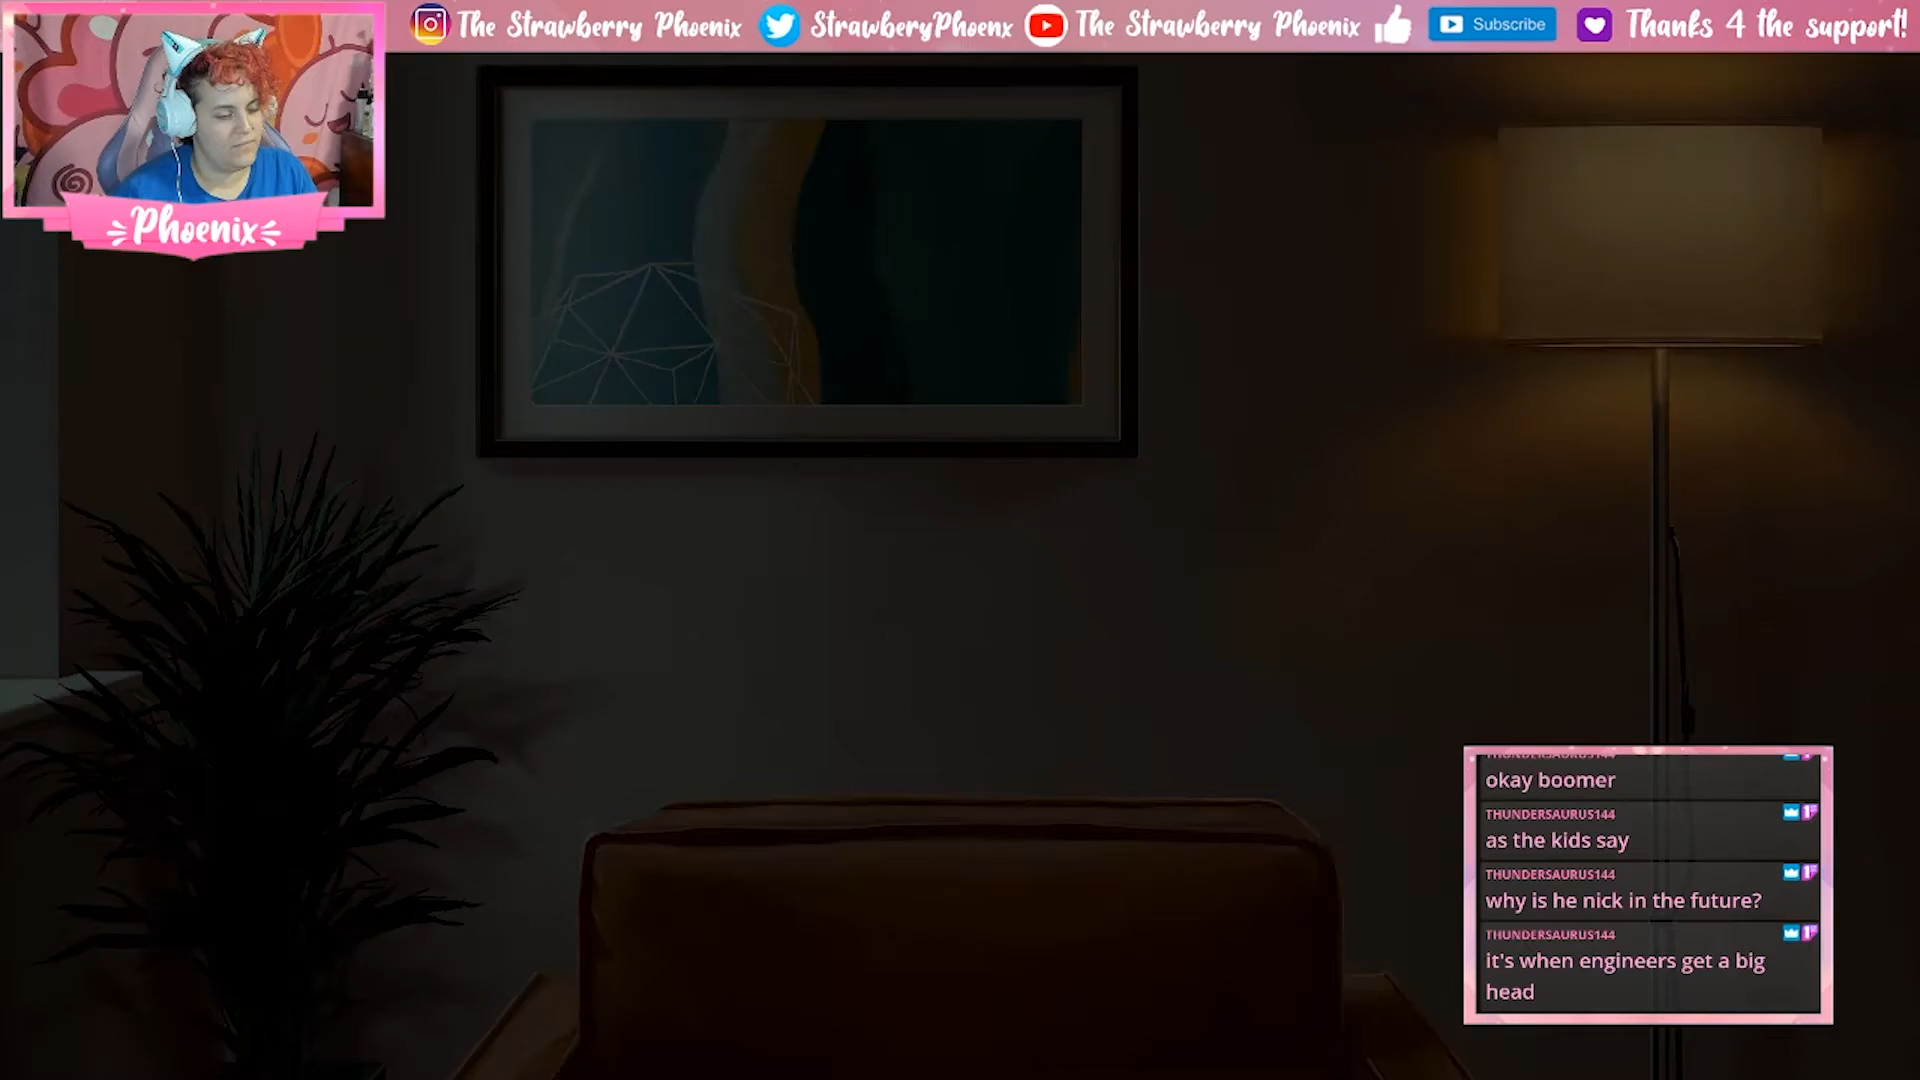 The Strawberry Phoenix StrawberyPhoenx The Strawberry Phoenix Subscribe Thanks 4 the support!
Phoenix
THUNDERSAURUS144
okay boomer
THUNDERSAURUS144
as the kids say
THUNDERSAURUS144
why is he nick in the future?
THUNDERSAURUS144
it's when engineers get a big
head